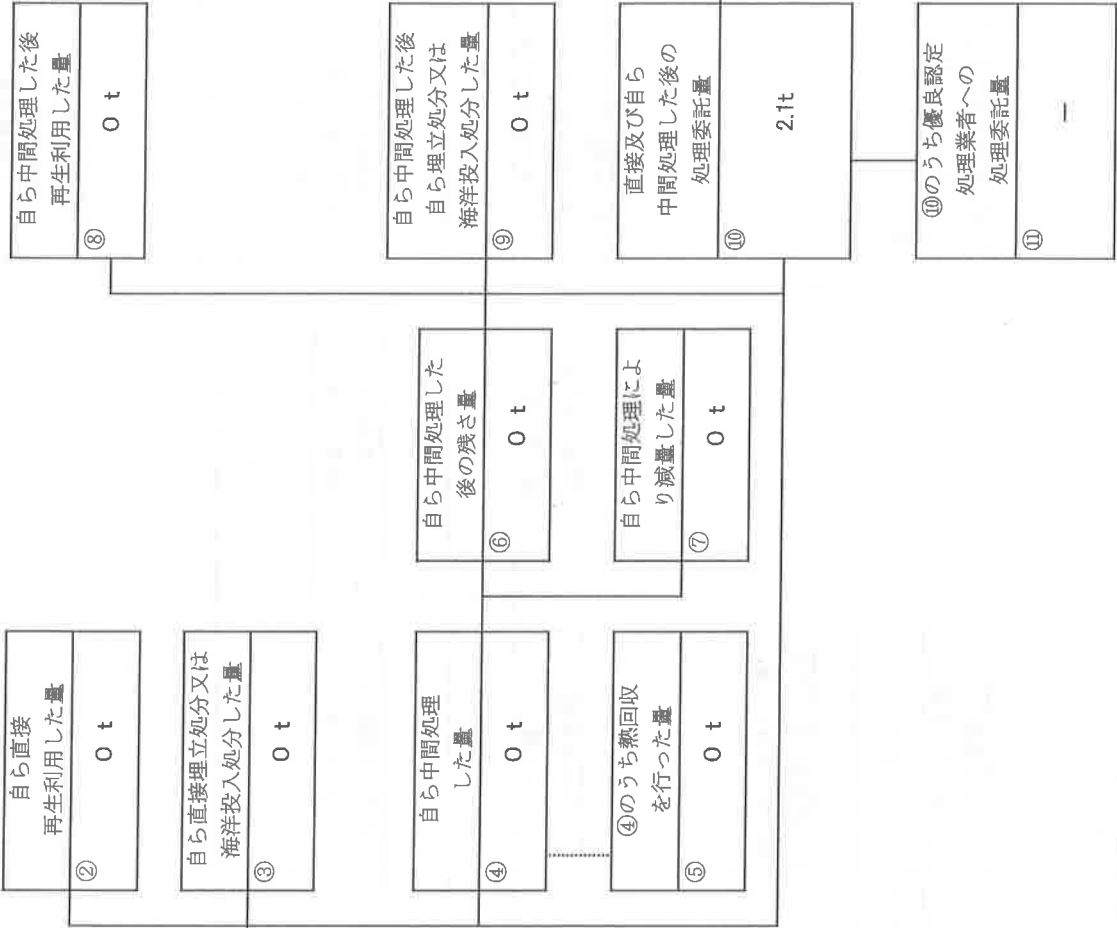 自ら直接
再生利用した量
②
0 t
自ら直接埋立処分又は
海洋投入処分した量
③
0 t
自ら中間処理
した量
④
0 t
④のうち熱回収
を行った量
⑤
0 t
自ら中間処理した
後の残さ量
⑥
0 t
自ら中間処理によ
り減量した量
⑦
0 t
自ら中間処理した後
再生利用した量
⑧
0 t
自ら中間処理した後
自ら埋立処分又は
海洋投入処分した量
⑨
0 t
直接及び自ら
中間処理した後の
処理委託量
⑩
2.1t
⑩のうち優良認定
処理業者への
処理委託量
⑪
—